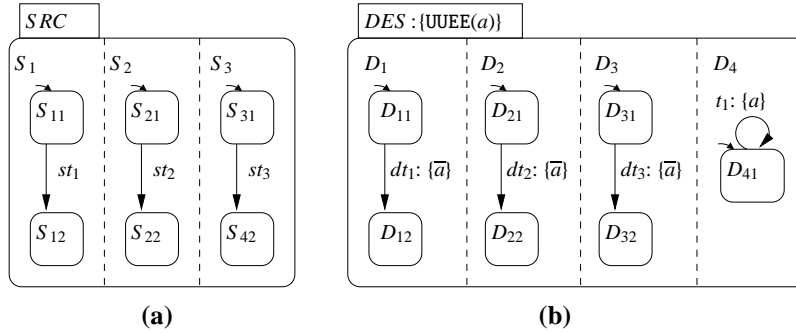 SRC
S1 S2 S3
S11 S21 S31
st1 st2 st3
S12 S22 S42
(a)
DES : {UUEE(a)}
D1 D2 D3 D4
t1: {a}
D11 D21 D31
D41
dt1: {a̅} dt2: {a̅} dt3: {a̅}
D12 D22 D32
(b)